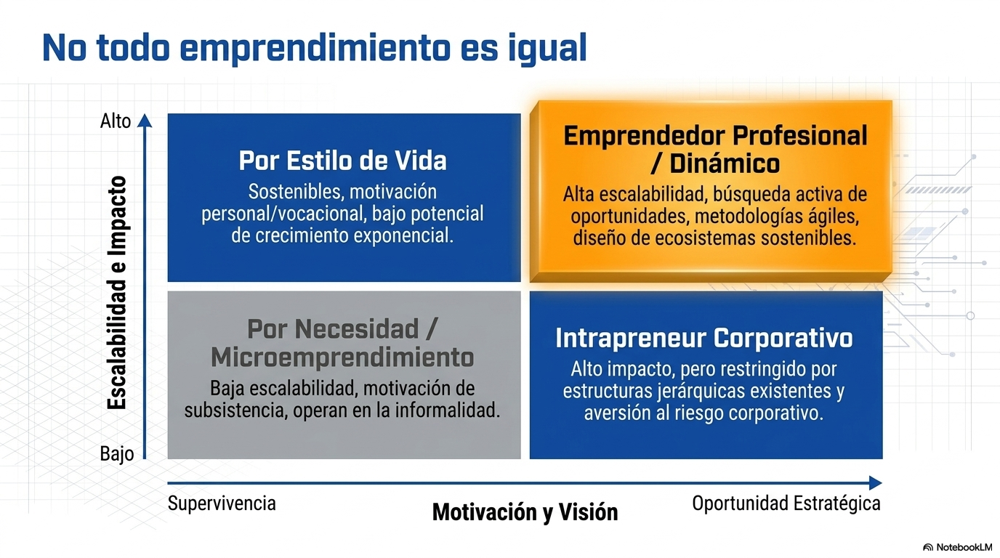 No todo emprendimiento es igual
Alto
Escalabilidad e Impacto
Bajo
Por Estilo de Vida
Sostenibles, motivación
personal/vocacional, bajo potencial
de crecimiento exponencial.
Emprendedor Profesional
/ Dinámico
Alta escalabilidad, búsqueda activa de
oportunidades, metodologías ágiles,
diseño de ecosistemas sostenibles.
Por Necesidad /
Microemprendimiento
Baja escalabilidad, motivación de
subsistencia, operan en la informalidad.
Intrapreneur Corporativo
Alto impacto, pero restringido por
estructuras jerárquicas existentes y
aversión al riesgo corporativo.
Supervivencia
Motivación y Visión
Oportunidad Estratégica
NotebookLM